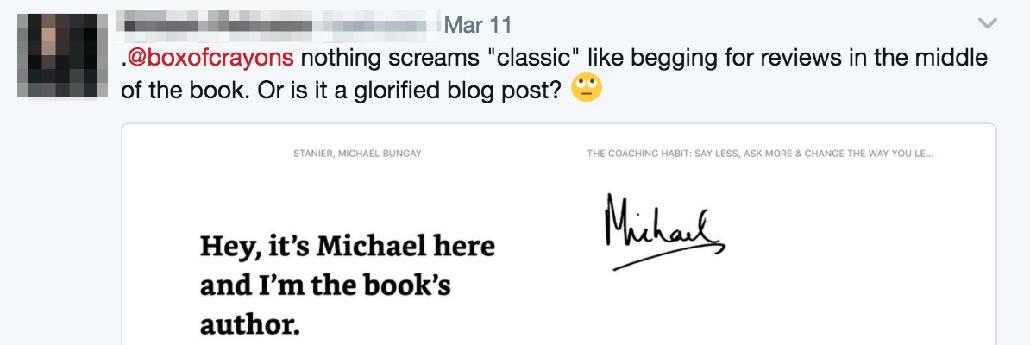 Mar 11
.@boxofcrayons nothing screams "classic" like begging for reviews in the middle
of the book. Or is it a glorified blog post? 🙄
STANIER, MICHAEL BUNGAY
THE COACHING HABIT: SAY LESS, ASK MORE & CHANGE THE WAY YOU LE...
Michael
Hey, it's Michael here
and I'm the book's
author.